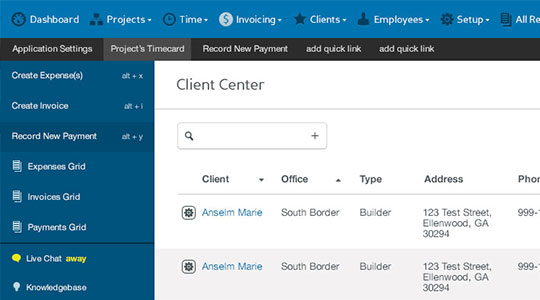 Dashboard Projects Time Invoicing Clients Employees Setup All Re
Application Settings Project's Timecard Record New Payment add quick link add quick link
Create Expense(s) alt + x
Create Invoice alt + i
Record New Payment alt + y
Expenses Grid
Invoices Grid
Payments Grid
Live Chat away
Knowledgebase
Client Center
+
Client Office Type Address Phon
Anselm Marie South Border Builder 123 Test Street, 999-1
Ellenwood, GA
30294
Anselm Marie South Border Builder 123 Test Street, 999-1
Ellenwood, GA
30294